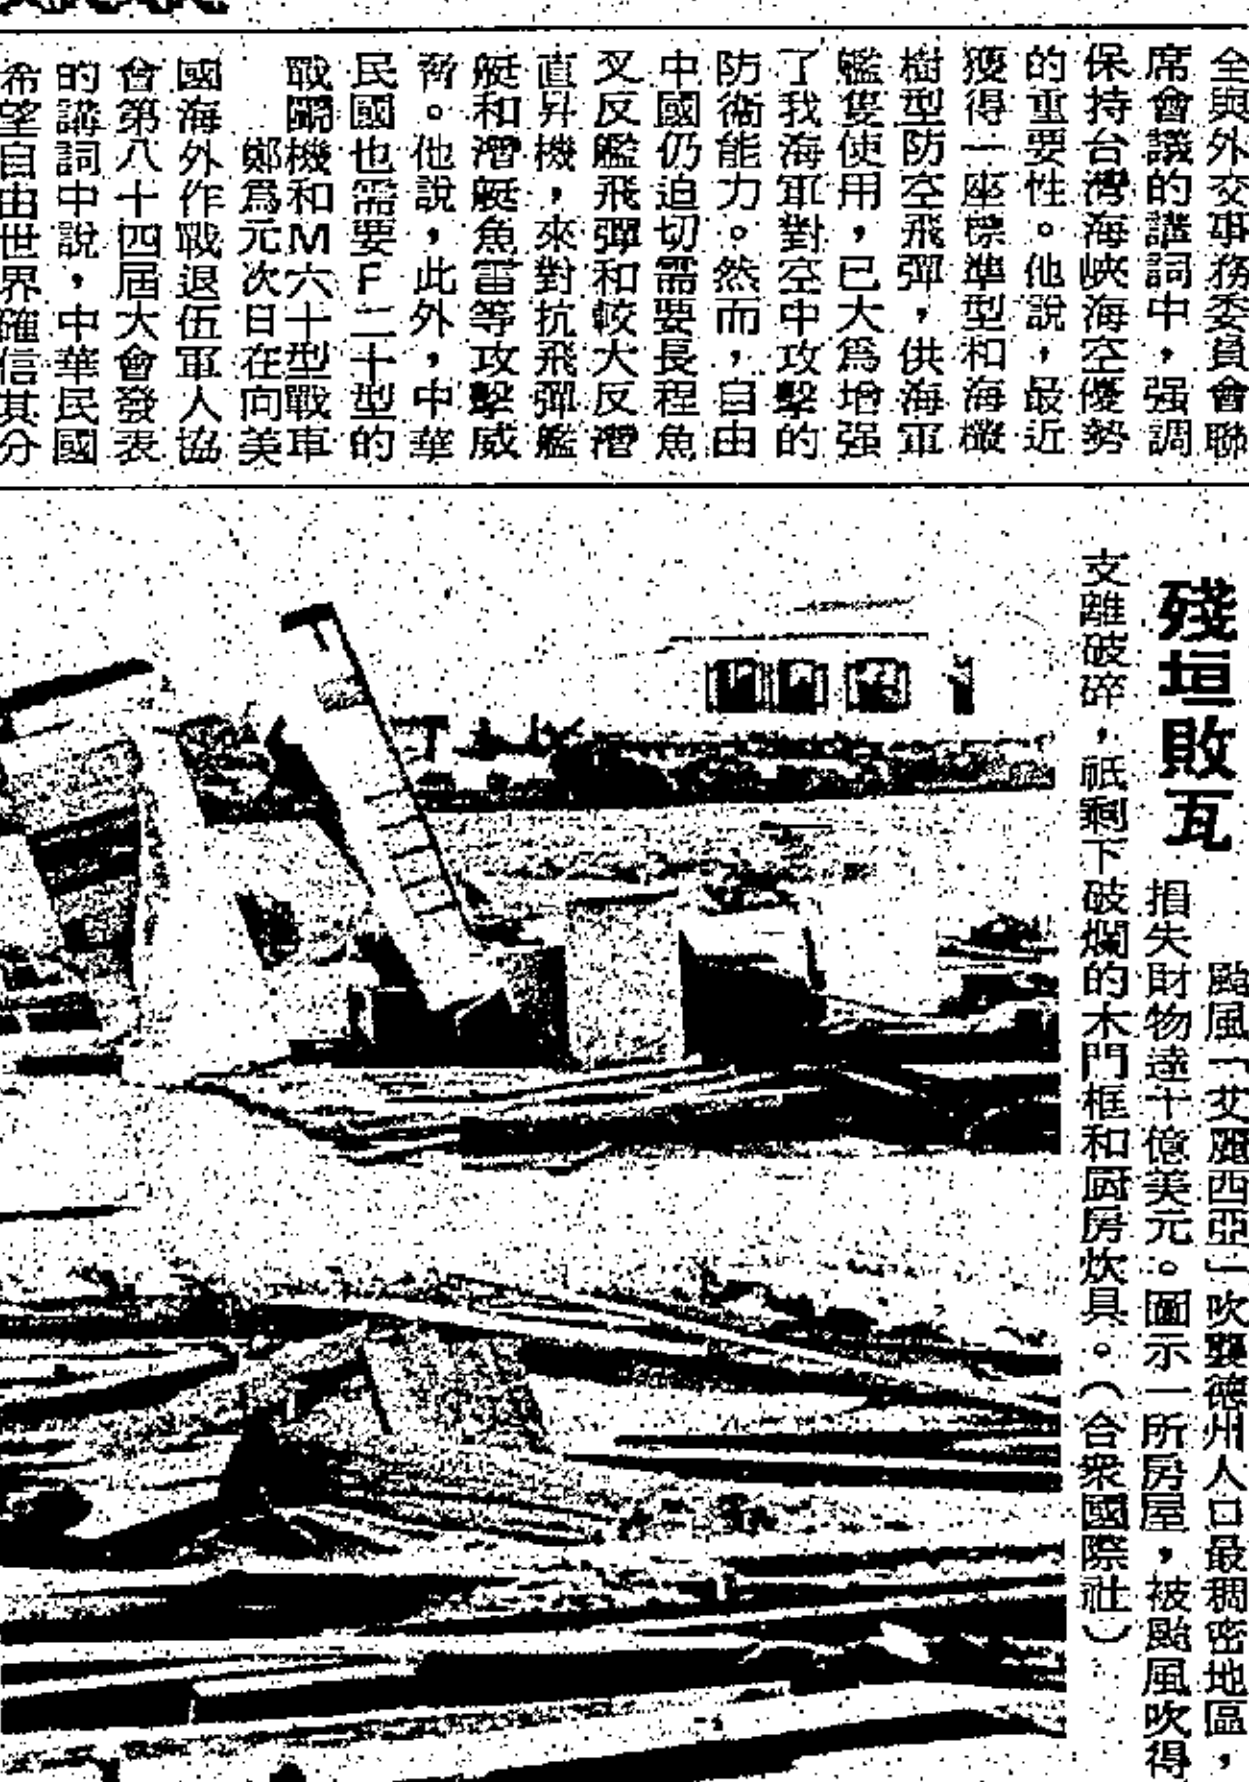 全與外交事務委員會聯
席會議的講詞中，强調
保持台灣海峽海空優勢
的重要性。他說，最近
獲得一座標準型和海欉
樹型防空飛彈，供海軍
艦隻使用，已大為增强
了我海軍對空中攻擊的
防衞能力。然而，自由
中國仍迫切需要長程魚
叉反艦飛彈和較大反潛
直昇機，來對抗飛彈艦
艇和潛艇魚雷等攻擊威
脅。他說，此外，中華
民國也需要F二十型的
戰鬪機和M六十型戰車
鄭爲元次日在向美
國海外作戰退伍軍人協
會第八十四屆大會發表
的講詞中說，中華民國
希望自由世界確信其分
殘垣敗瓦
颱風「艾麗西亞」吹襲德州人口最稠密地區，
損失財物達十億美元。圖示一所房屋，被颱風吹得
支離破碎，祇剩下破爛的木門框和厨房炊具。（合衆國際社）